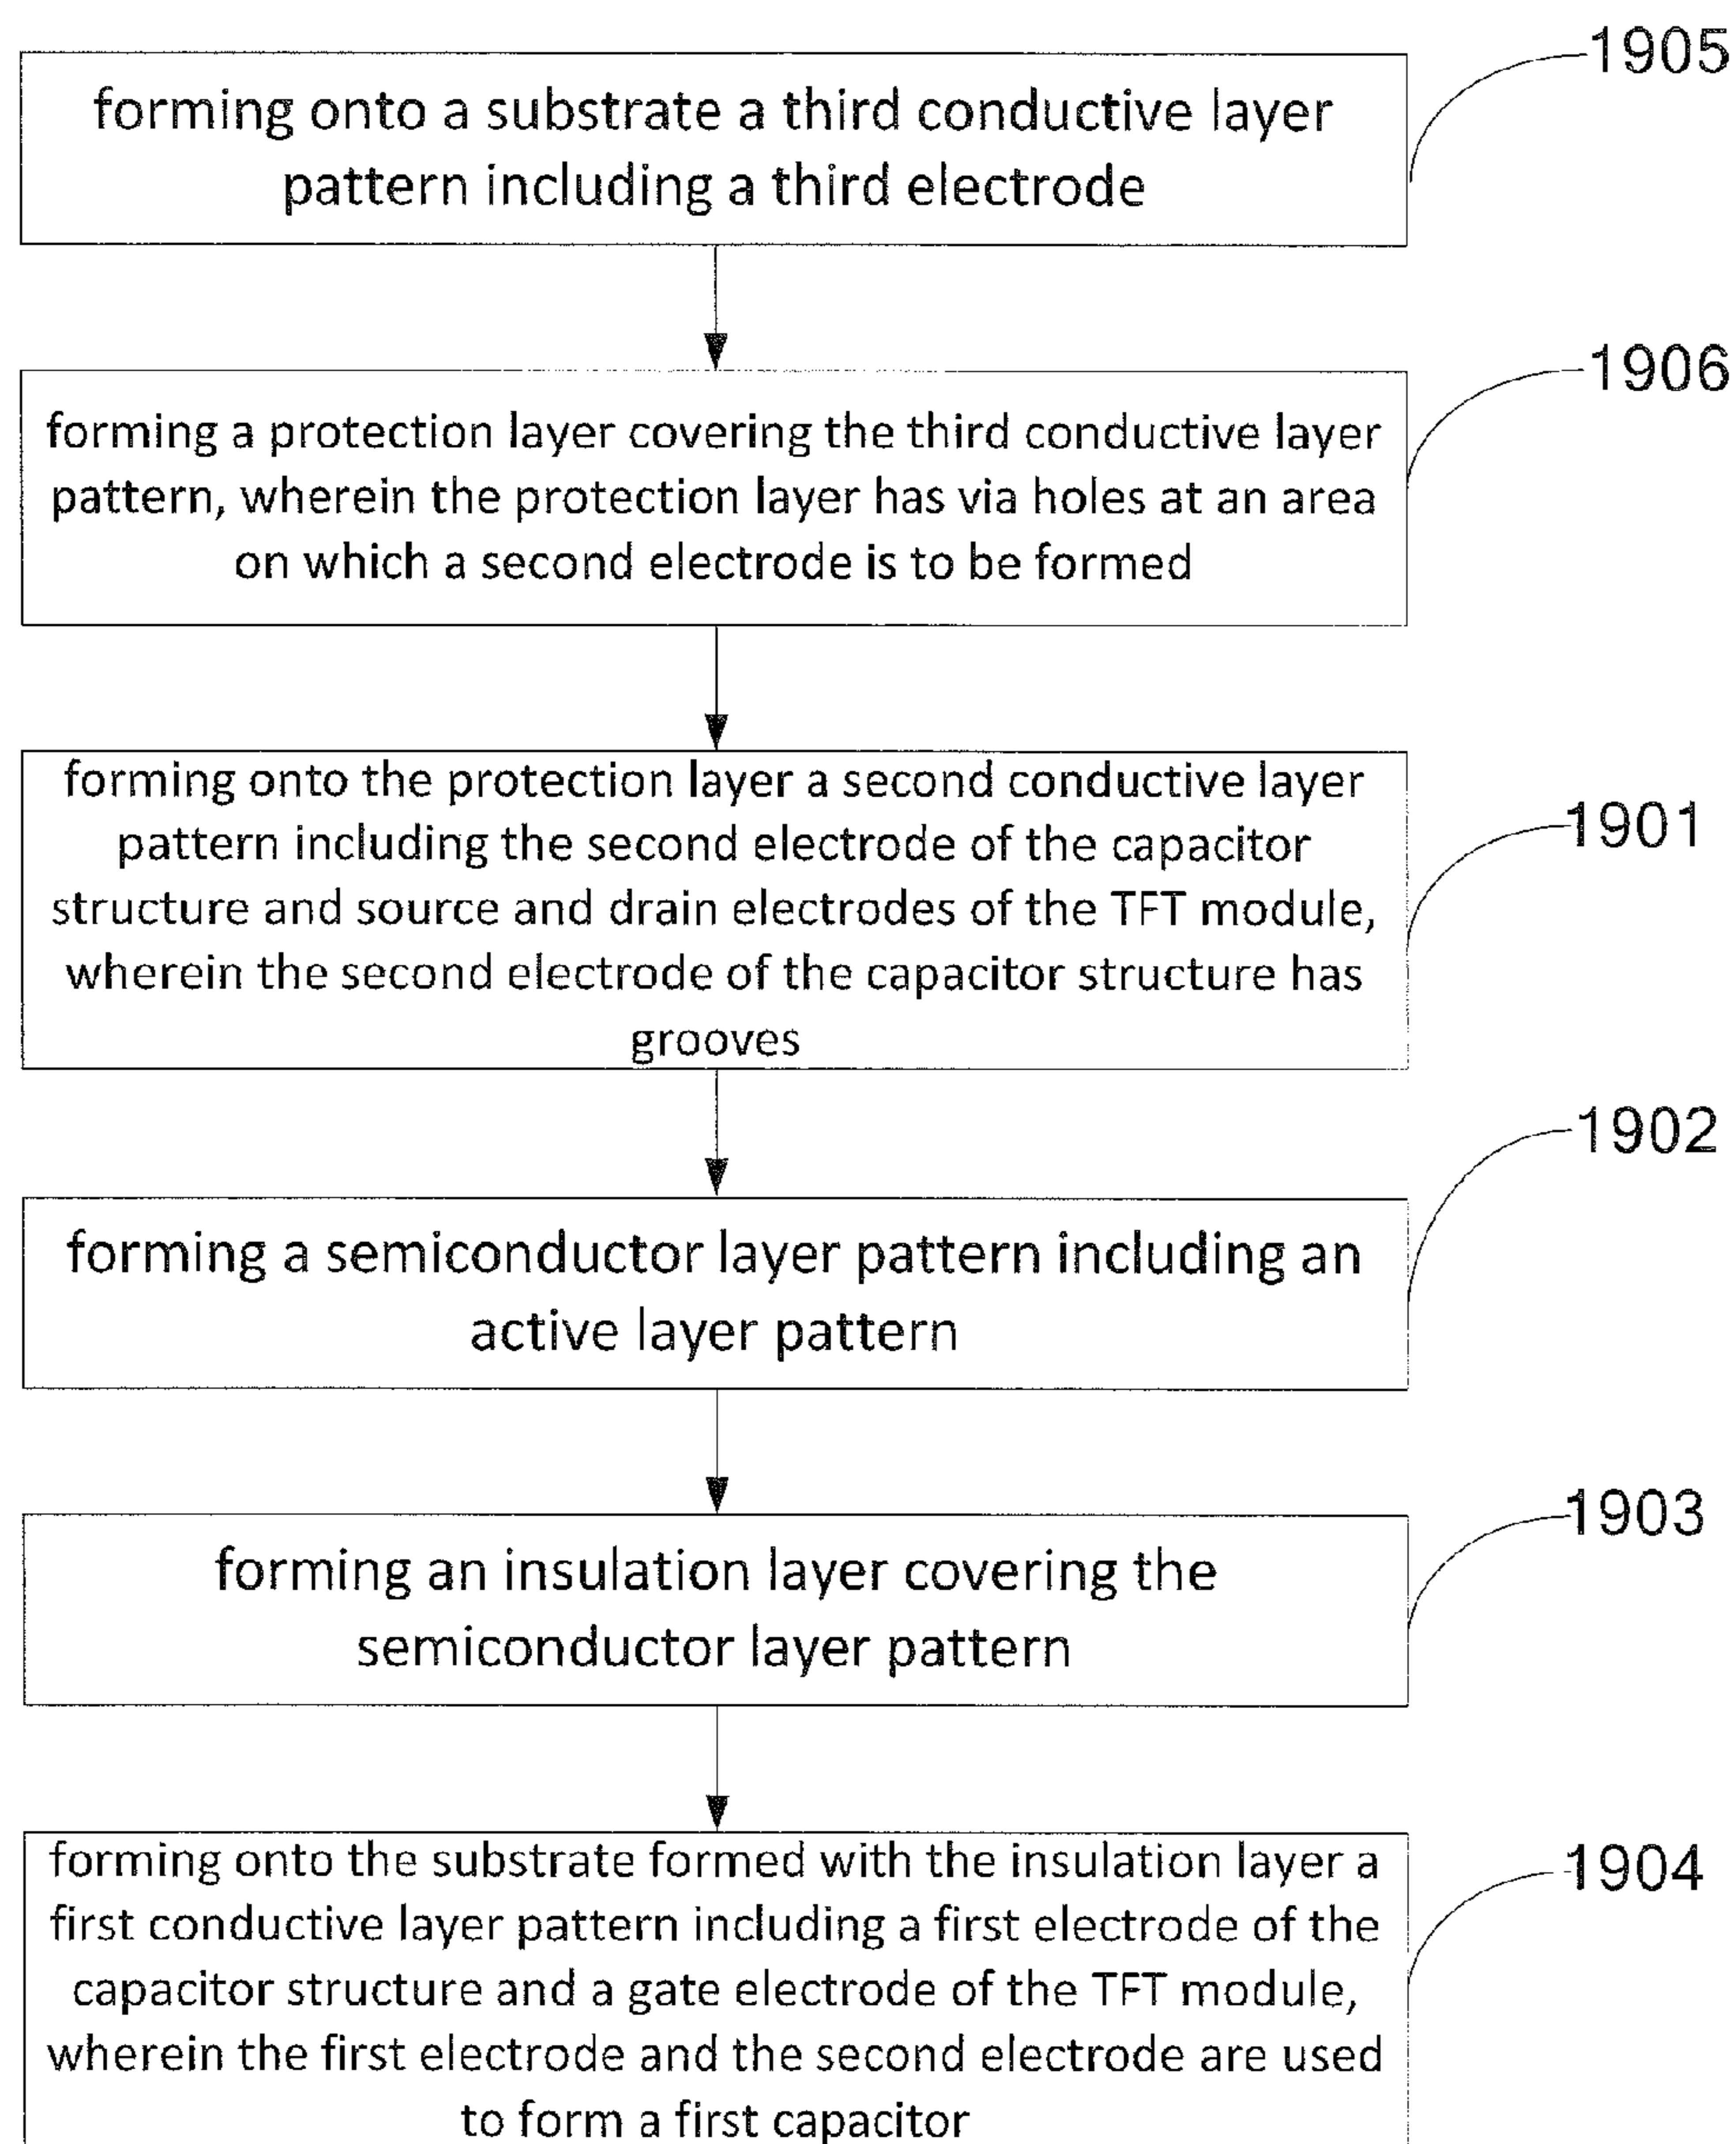 1905
forming onto a substrate a third conductive layer
pattern including a third electrode
1906
forming a protection layer covering the third conductive layer
pattern, wherein the protection layer has via holes at an area
on which a second electrode is to be formed
forming onto the protection layer a second conductive layer
pattern including the second electrode of the capacitor
1901
structure and source and drain electrodes of the TFT module,
wherein the second electrode of the capacitor structure has
grooves
1902
forming a semiconductor layer pattern including an
active layer pattern
1903
forming an insulation layer covering the
semiconductor layer pattern
1904
forming onto the substrate formed with the insulation layer a
first conductive layer pattern including a first electrode of the
capacitor structure and a gate electrode of the TFT module,
wherein the first electrode and the second electrode are used
to form a first capacitor